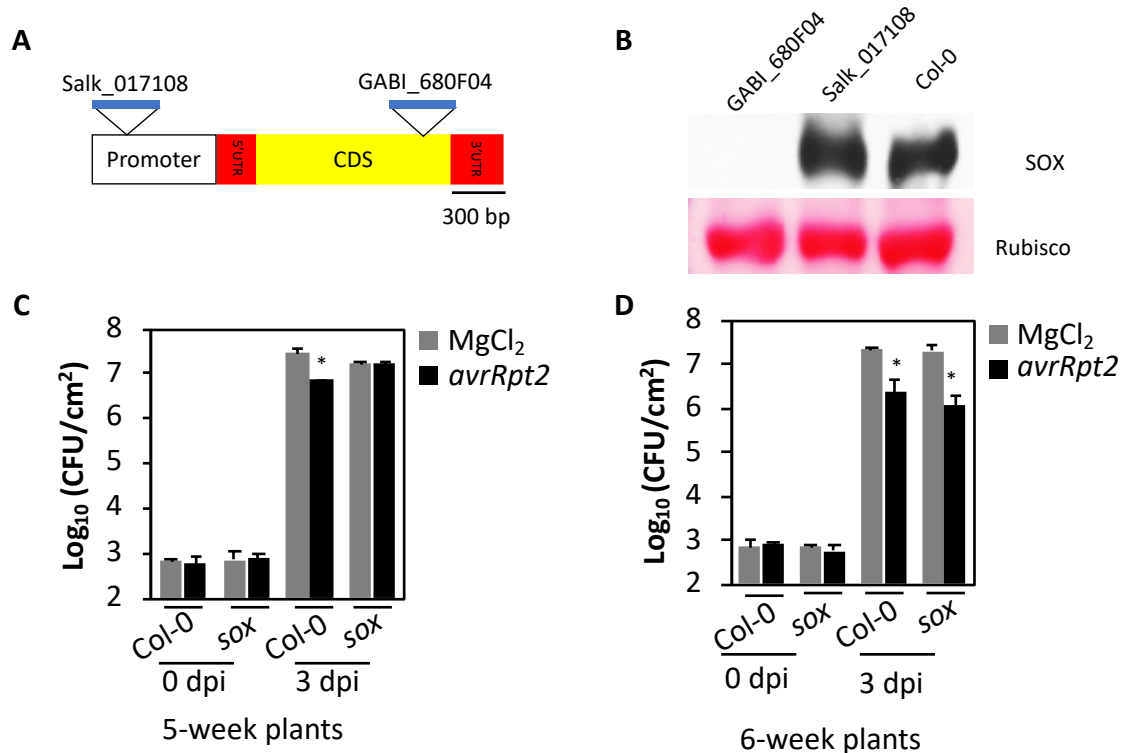 A
Salk_017108
GABI_680F04
Promoter
5'UTR
CDS
3'UTR
300 bp
B
GABI_680F04
Salk_017108
Col-0
SOX
Rubisco
C
Log10 (CFU/cm2)
8
7
6
5
4
3
2
*
MgCl2
avrRpt2
Col-0
sox
Col-0
sox
0 dpi
3 dpi
5-week plants
D
Log10 (CFU/cm2)
8
7
6
5
4
3
2
*
*
MgCl2
avrRpt2
Col-0
sox
Col-0
sox
0 dpi
3 dpi
6-week plants